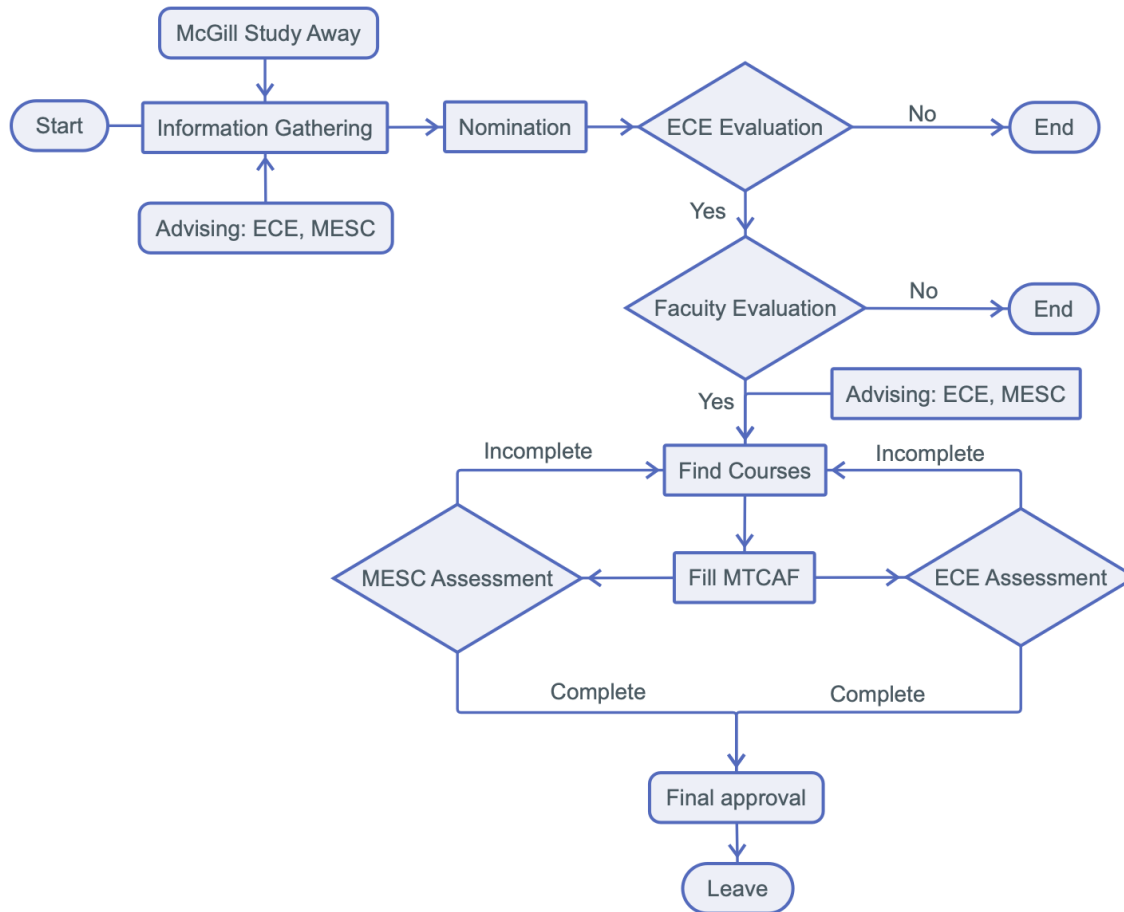 McGill Study Away
Start
Information Gathering
Nomination
ECE Evaluation
No
End
Advising: ECE, MESC
Yes
Facuity Evaluation
No
End
Yes
Advising: ECE, MESC
Incomplete
Find Courses
Incomplete
MESC Assessment
Fill MTCAF
ECE Assessment
Complete
Complete
Final approval
Leave